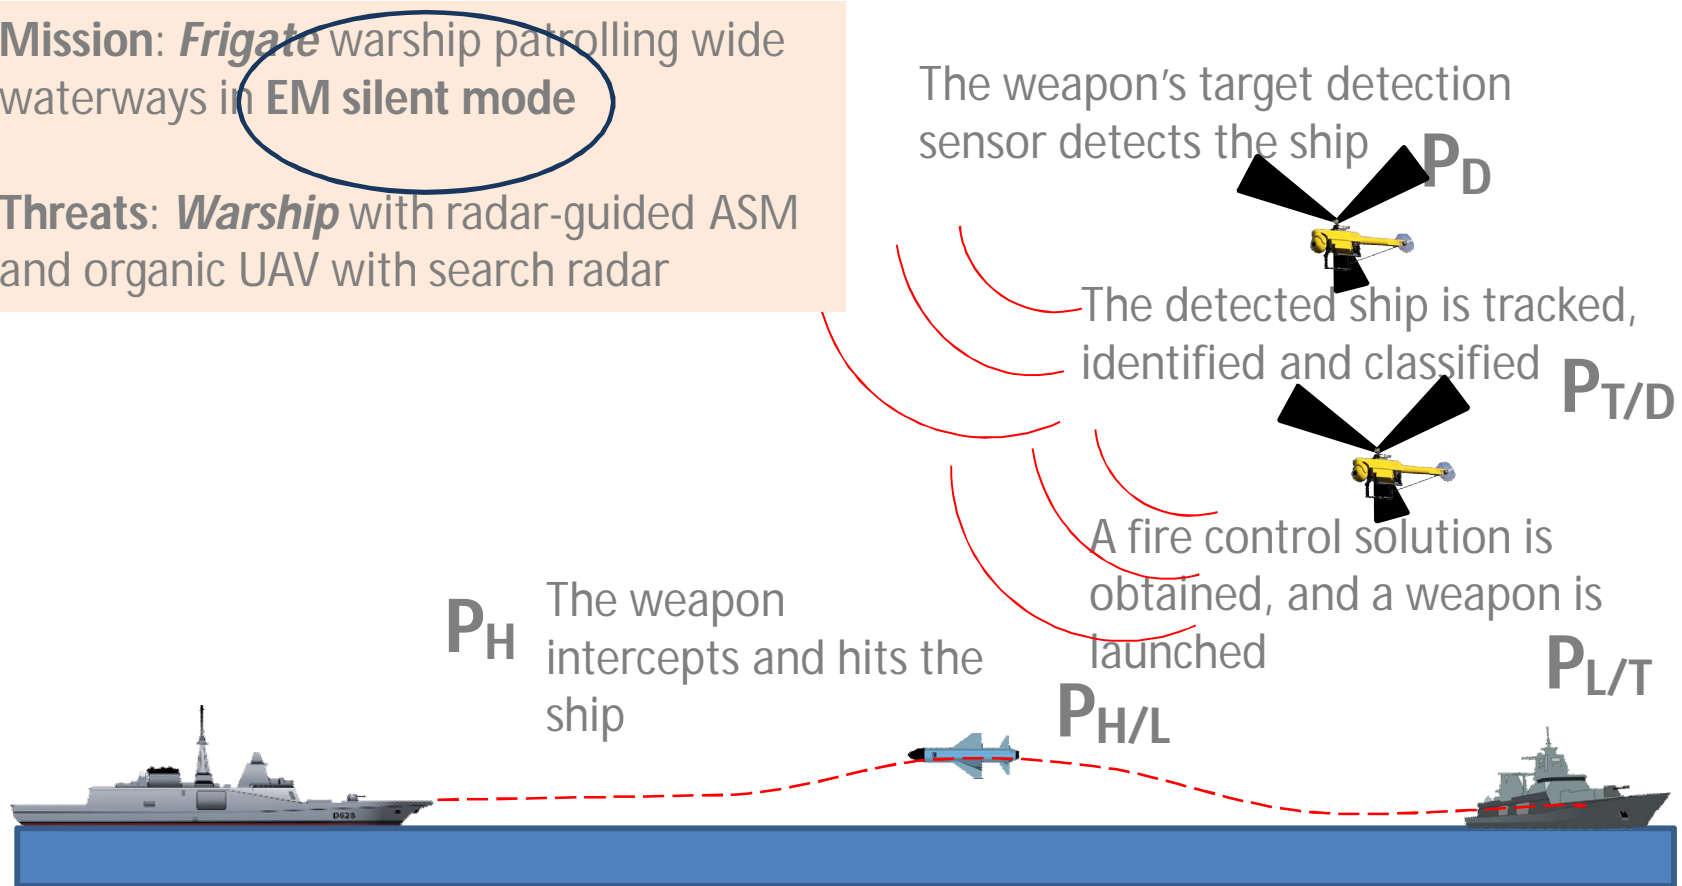 Mission: Frigate warship patrolling wide
waterways in EM silent mode
Threats: Warship with radar-guided ASM
and organic UAV with search radar
The weapon's target detection
sensor detects the ship
PD
The detected ship is tracked,
identified and classified
PT/D
A fire control solution is
obtained, and a weapon is
launched
PL/T
PH/L
PH
The weapon
intercepts and hits the
ship
D628